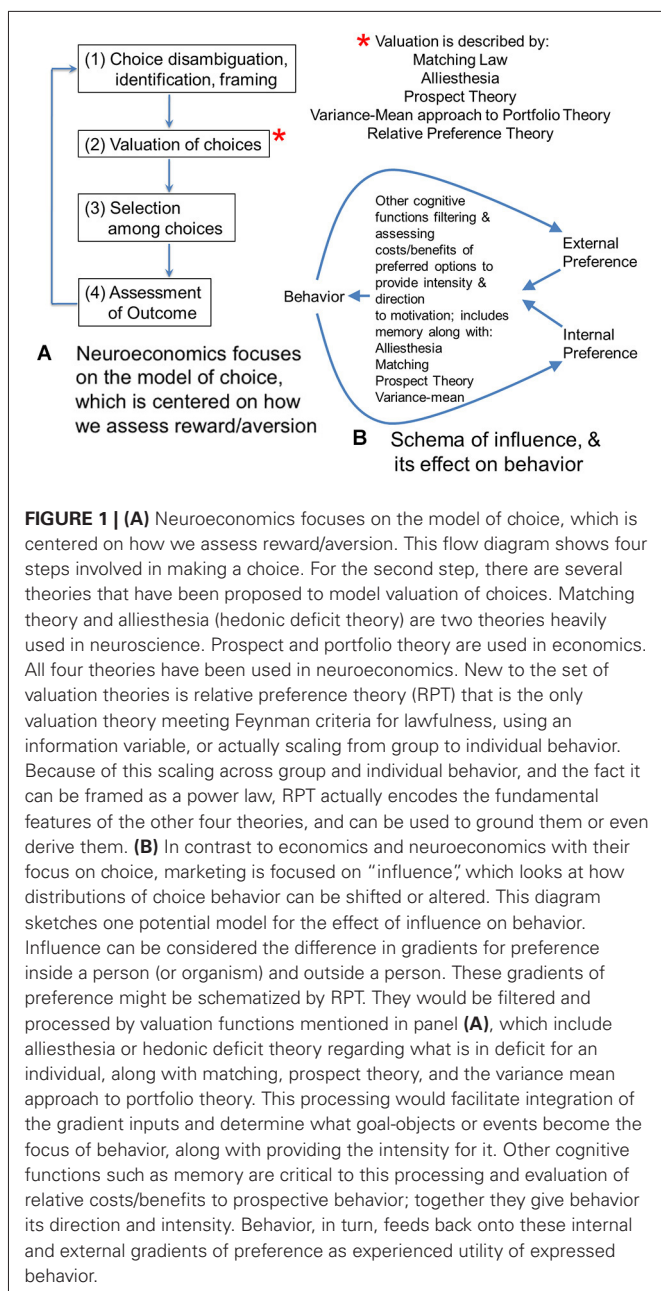 (1) Choice disambiguation,
identification, framing
(2) Valuation of choices
*
(3) Selection
among choices
(4) Assessment
of Outcome
A Neuroeconomics focuses
on the model of choice,
which is centered on how
we assess reward/aversion
* Valuation is described by:
Matching Law
Alliesthesia
Prospect Theory
Variance-Mean approach to Portfolio Theory
Relative Preference Theory
Behavior
Other cognitive
functions filtering &
assessing
costs/benefits
of preferred options to
provide intensity &
direction
to motivation; includes
memory along with:
Alliesthesia
Matching
Prospect Theory
Variance-mean
External
Preference
Internal
Preference
B Schema of influence, &
its effect on behavior
FIGURE 1 | (A) Neuroeconomics focuses on the model of choice, which is
centered on how we assess reward/aversion. This flow diagram shows four
steps involved in making a choice. For the second step, there are several
theories that have been proposed to model valuation of choices. Matching
theory and alliesthesia (hedonic deficit theory) are two theories heavily
used in neuroscience. Prospect and portfolio theory are used in economics.
All four theories have been used in neuroeconomics. New to the set of
valuation theories is relative preference theory (RPT) that is the only
valuation theory meeting Feynman criteria for lawfulness, using an
information variable, or actually scaling from group to individual behavior.
Because of this scaling across group and individual behavior, and the fact it
can be framed as a power law, RPT actually encodes the fundamental
features of the other four theories, and can be used to ground them or even
derive them. (B) In contrast to economics and neuroeconomics with their
focus on choice, marketing is focused on “influence”, which looks at how
distributions of choice behavior can be shifted or altered. This diagram
sketches one potential model for the effect of influence on behavior.
Influence can be considered the difference in gradients for preference
inside a person (or organism) and outside a person. These gradients of
preference might be schematized by RPT. They would be filtered and
processed by valuation functions mentioned in panel (A), which include
alliesthesia or hedonic deficit theory regarding what is in deficit for an
individual, along with matching, prospect theory, and the variance mean
approach to portfolio theory. This processing would facilitate integration of
the gradient inputs and determine what goal-objects or events become the
focus of behavior, along with providing the intensity for it. Other cognitive
functions such as memory are critical to this processing and evaluation of
relative costs/benefits to prospective behavior; together they give behavior
its direction and intensity. Behavior, in turn, feeds back onto these internal
and external gradients of preference as experienced utility of expressed
behavior.